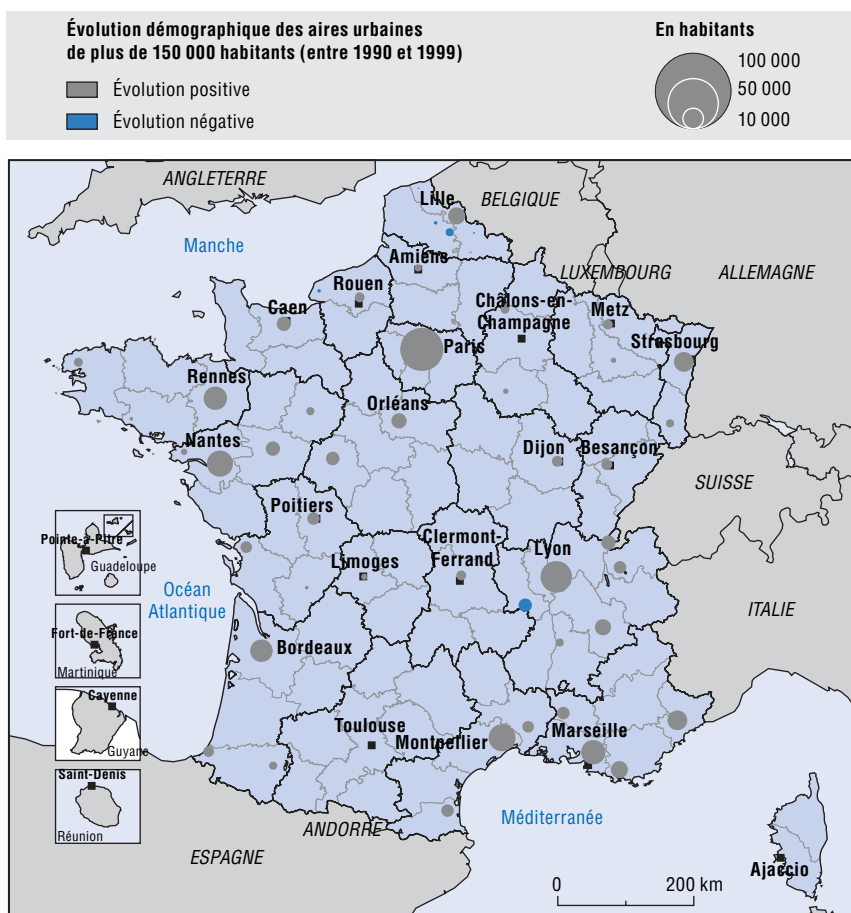 Évolution démographique des aires urbaines
de plus de 150 000 habitants (entre 1990 et 1999)
Évolution positive
Évolution négative
En habitants
100 000
50 000
10 000
ANGLETERRE
Lille
BELGIQUE
Manche
Amiens
LUXEMBOURG
ALLEMAGNE
Rouen
Caen
Châlons-en-
Champagne
Metz
Paris
Strasbourg
Rennes
Orléans
Nantes
Dijon
Besançon
SUISSE
Poitiers
Clermont-
Ferrand
Lyon
Limoges
Pointe-à-Pitre
Guadeloupe
Océan
Atlantique
ITALIE
Fort-de-France
Martinique
Bordeaux
Cayenne
Guyane
Toulouse
Montpellier
Marseille
Saint-Denis
Réunion
ANDORRE
Méditerranée
ESPAGNE
Ajaccio
0
200 km